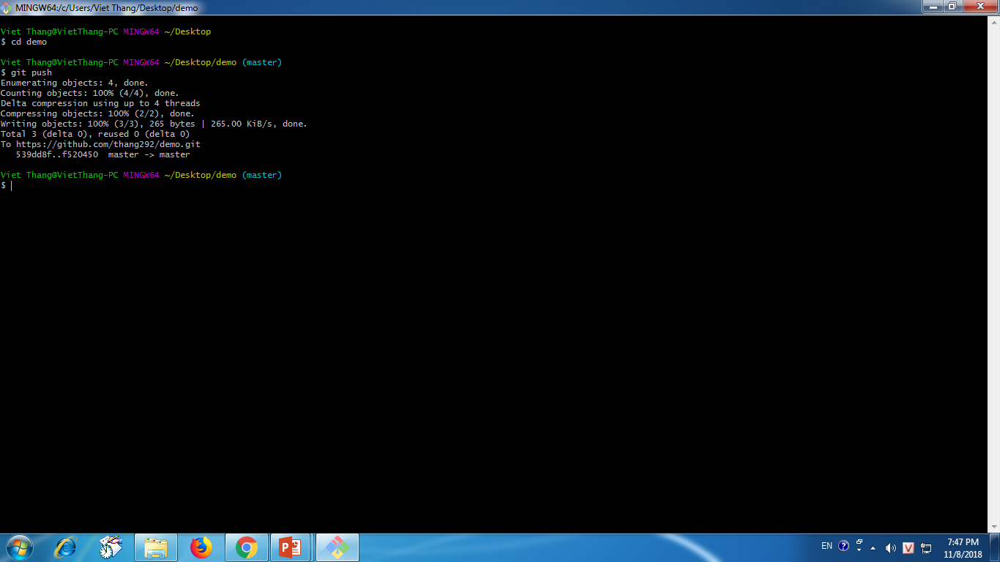 MINGW64:/c/Users/Viet Thang/Desktop/demo
Viet Thang@VietThang-PC MINGW64 ~/Desktop
$ cd demo
Viet Thang@VietThang-PC MINGW64 ~/Desktop/demo (master)
$ git push
Enumerating objects: 4, done.
Counting objects: 100% (4/4), done.
Delta compression using up to 4 threads
Compressing objects: 100% (2/2), done.
Writing objects: 100% (3/3), 265 bytes | 265.00 KiB/s, done.
Total 3 (delta 0), reused 0 (delta 0)
To https://github.com/thang292/demo.git
   539dd8f..f520450  master -> master
Viet Thang@VietThang-PC MINGW64 ~/Desktop/demo (master)
$
EN
7:47 PM
11/8/2018